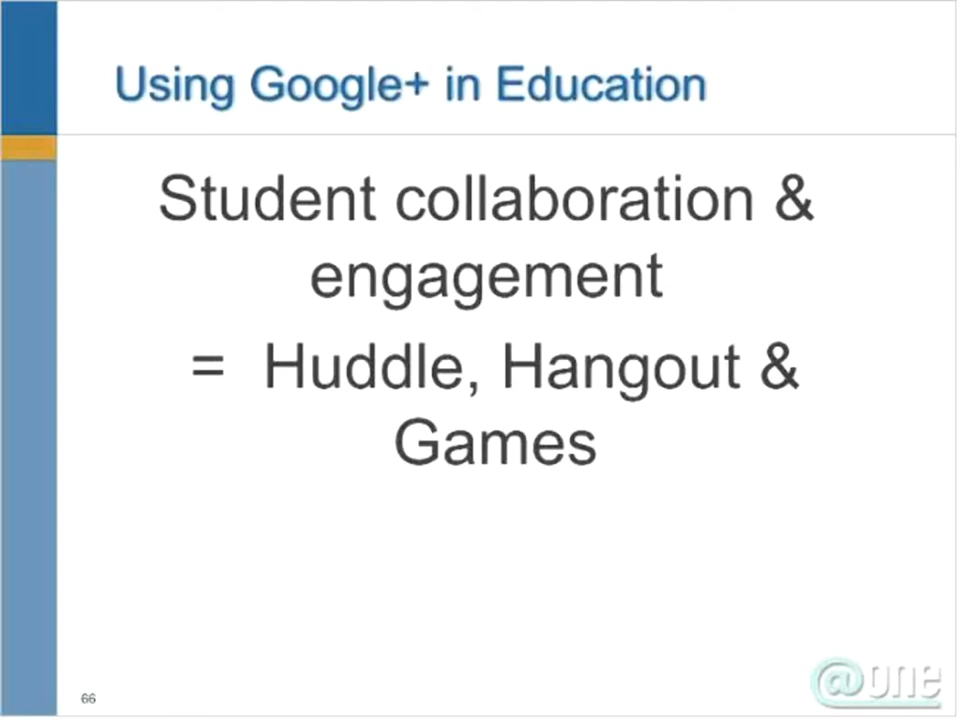 Using Google+ in Education
Student collaboration &
engagement
= Huddle, Hangout &
Games
66
@one